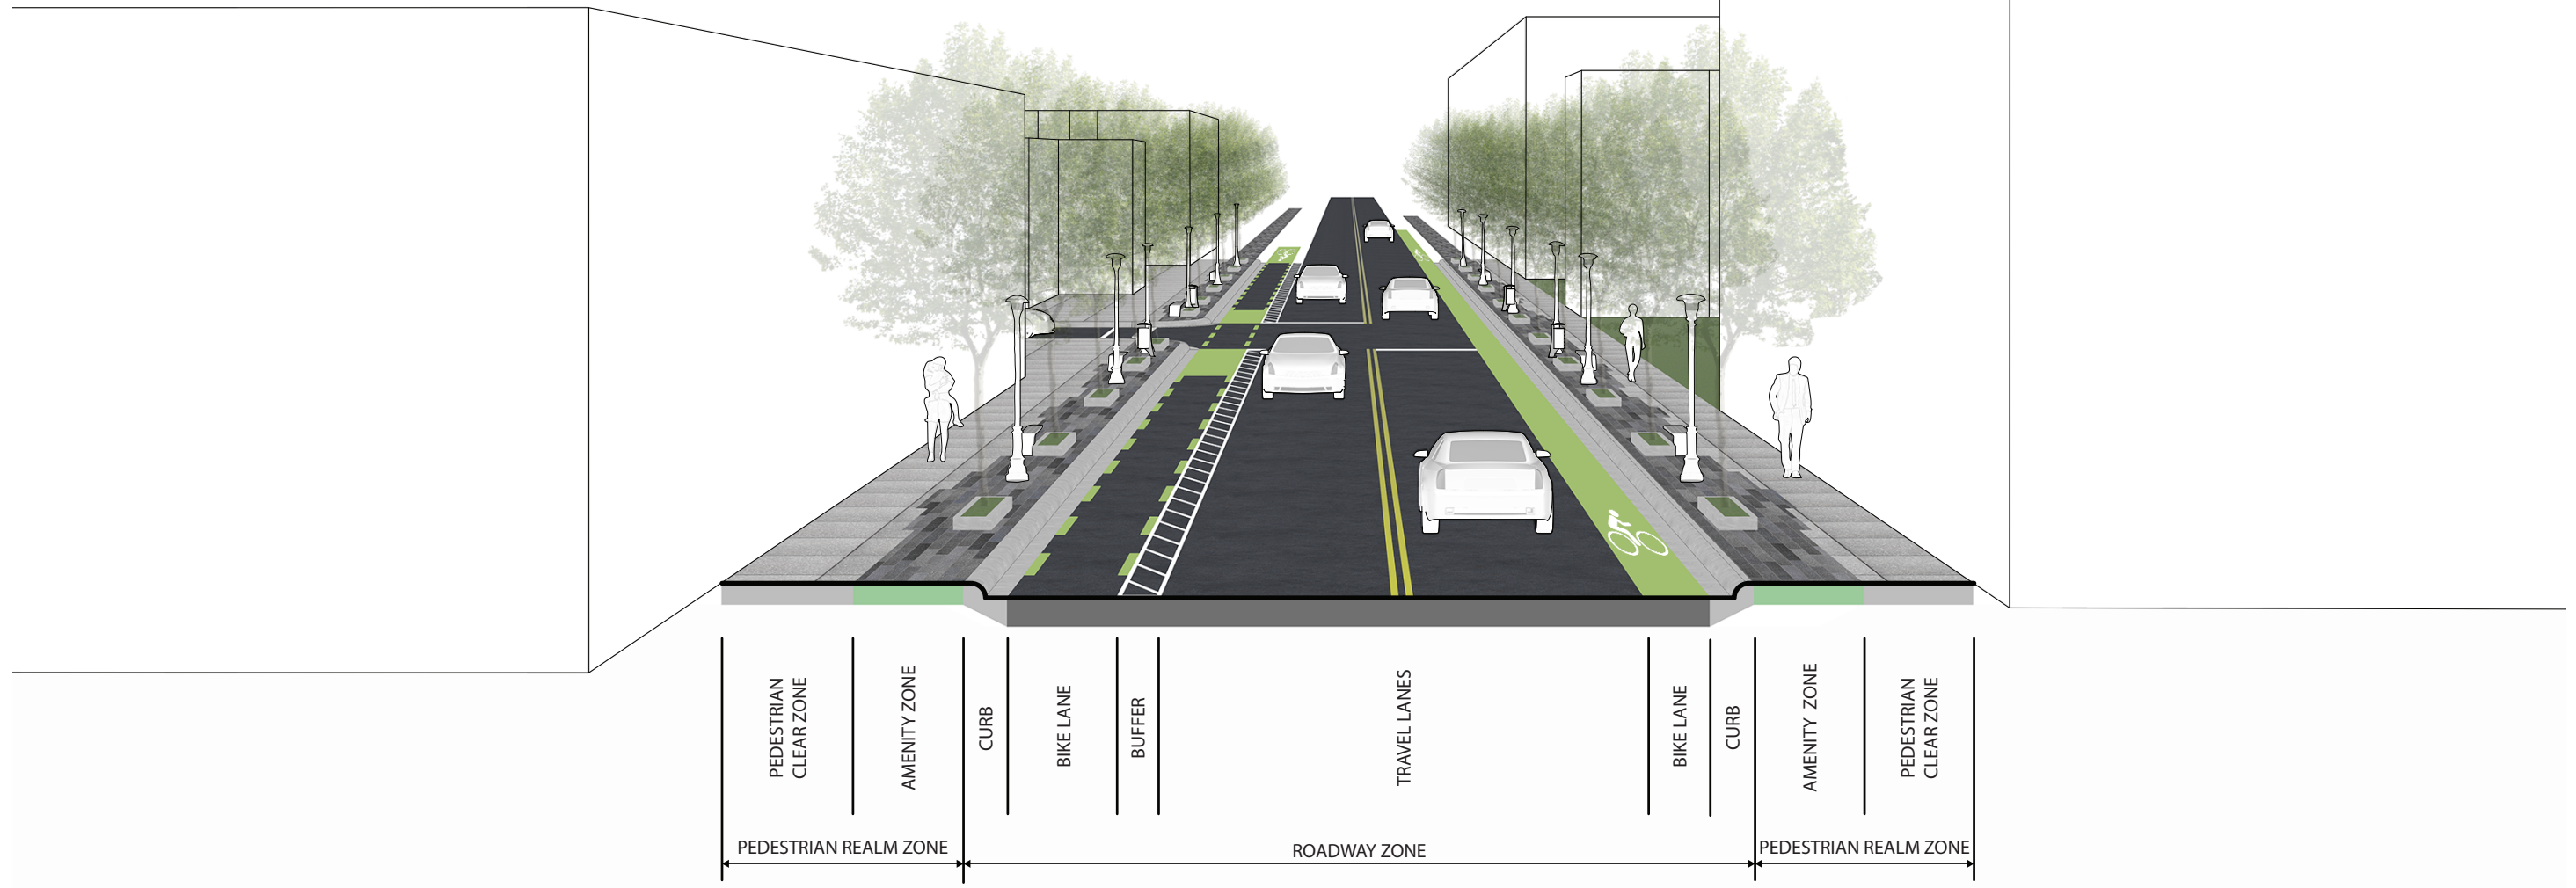 PEDESTRIAN
CLEAR ZONE
AMENITY ZONE
CURB
BIKE LANE
BUFFER
TRAVEL LANES
BIKE LANE
CURB
AMENITY ZONE
PEDESTRIAN
CLEAR ZONE
PEDESTRIAN REALM ZONE
ROADWAY ZONE
PEDESTRIAN REALM ZONE